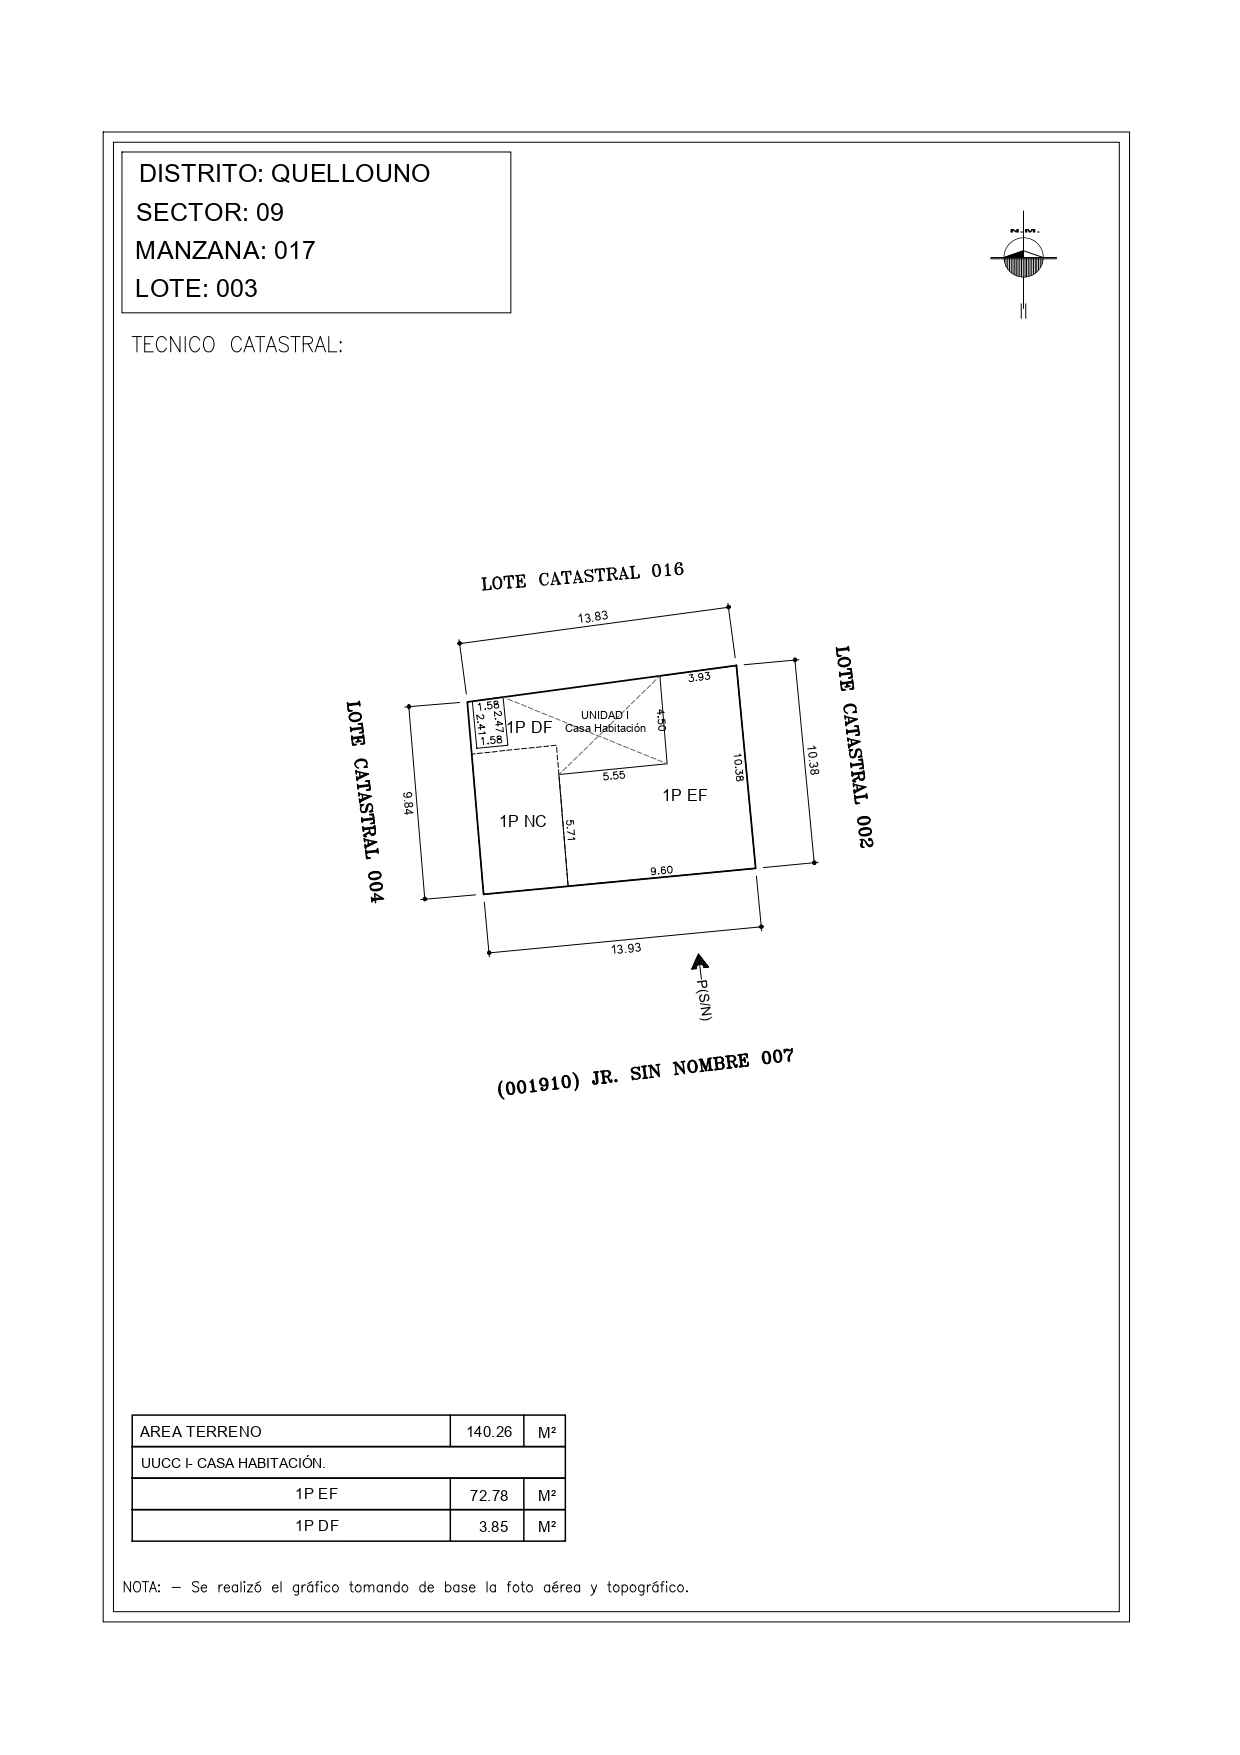 DISTRITO: QUELLOUNO
SECTOR: 09
MANZANA: 017
LOTE: 003
N.M.
TECNICO CATASTRAL:
LOTE CATASTRAL 016
13.83
3.93
LOTE CATASTRAL 002
LOTE CATASTRAL 004
1.58
2.47
2.41
1.58
1P DF
UNIDAD I
Casa Habitación
4.50
10.38
10.38
5.55
1P EF
9.84
1P NC
5.71
9.60
13.93
P(S/N)
(001910) JR. SIN NOMBRE 007
AREA TERRENO 140.26 M²
UUCC I- CASA HABITACIÓN.
1P EF 72.78 M²
1P DF 3.85 M²
NOTA: - Se realizó el gráfico tomando de base la foto aérea y topográfico.